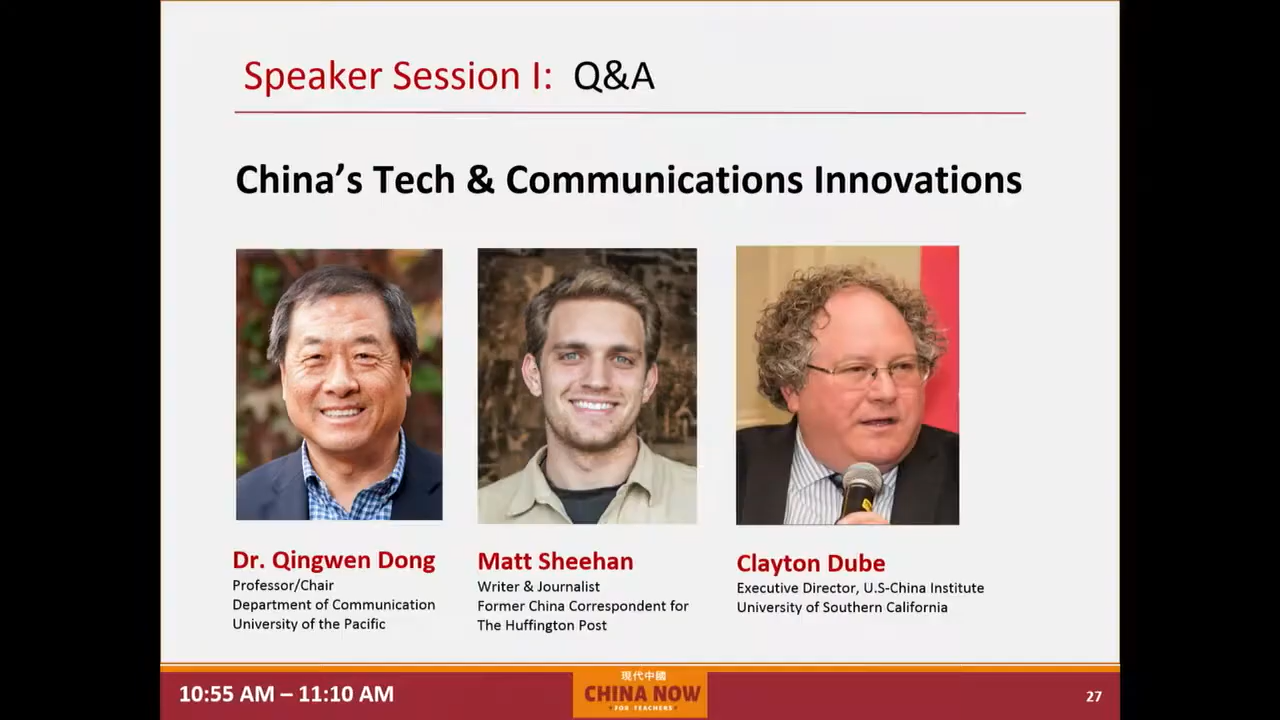 Speaker Session I: Q&A
China's Tech & Communications Innovations
Dr. Qingwen Dong
Professor/Chair
Department of Communication
University of the Pacific
Matt Sheehan
Writer & Journalist
Former China Correspondent for
The Huffington Post
Clayton Dube
Executive Director, U.S-China Institute
University of Southern California
10:55 AM – 11:10 AM
現代中國
CHINA NOW
• FOR TEACHERS •
27